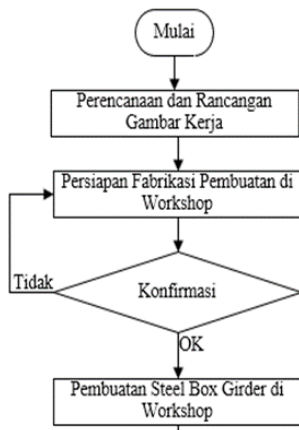 Mulai
Perencanaan dan Rancangan
Gambar Kerja
Persiapan Fabrikasi Pembuatan di
Workshop
Tidak
Konfirmasi
OK
Pembuatan Steel Box Girder di
Workshop